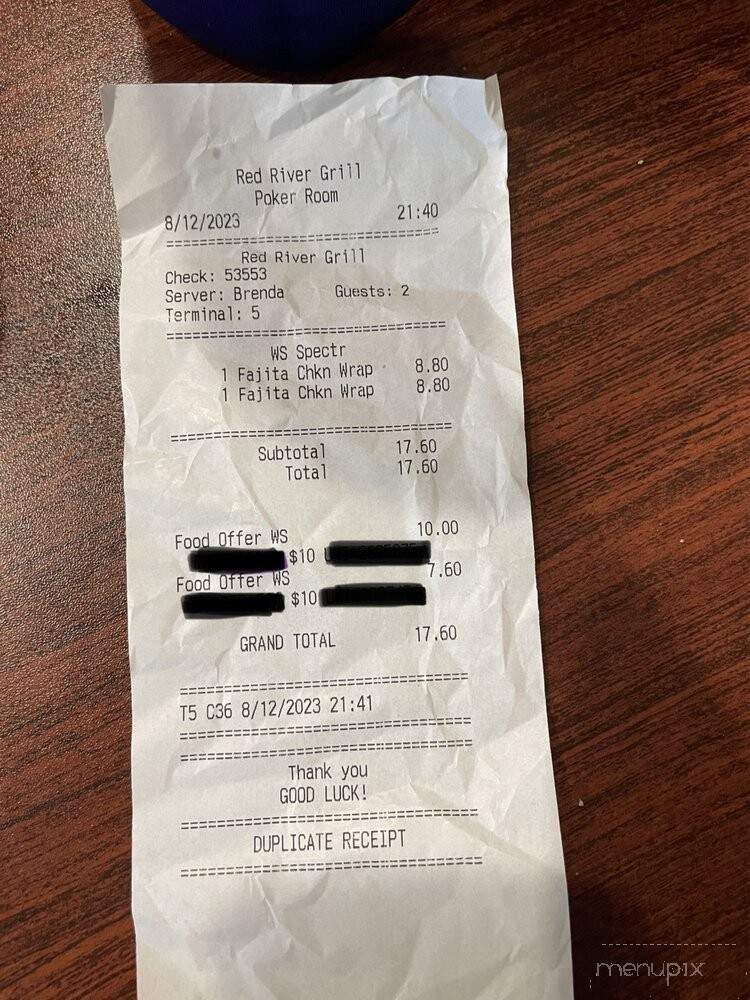 Red River Grill
Poker Room
8/12/2023 21:40
==============================
Red River Grill
Check: 53553
Server: Brenda Guests: 2
Terminal: 5
==============================
WS Spectr
1 Fajita Chkn Wrap 8.80
1 Fajita Chkn Wrap 8.80
==============================
Subtotal 17.60
Total 17.60
Food Offer WS 10.00
$10
Food Offer WS 7.60
$10
GRAND TOTAL 17.60
==============================
T5 C36 8/12/2023 21:41
==============================
==============================
Thank you
GOOD LUCK!
==============================
DUPLICATE RECEIPT
==============================
menupix